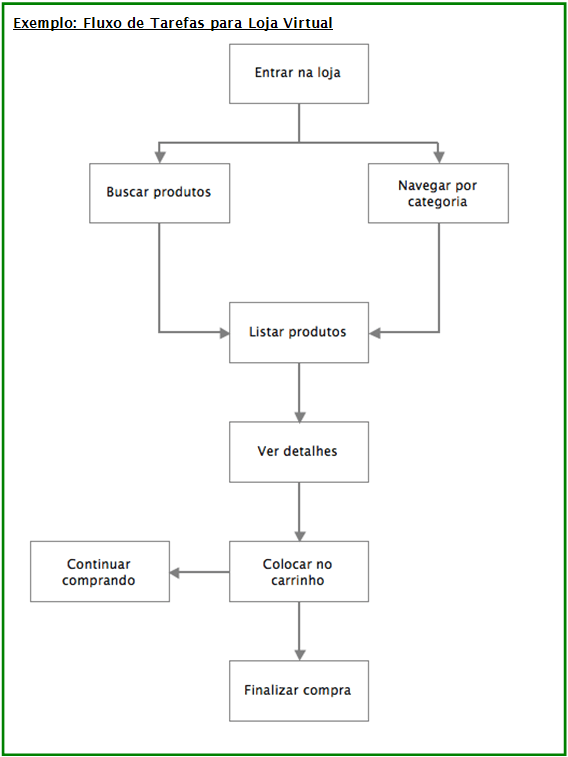 Exemplo: Fluxo de Tarefas para Loja Virtual
Entrar na loja
Buscar produtos
Navegar por
categoria
Listar produtos
Ver detalhes
Continuar
comprando
Colocar no
carrinho
Finalizar compra